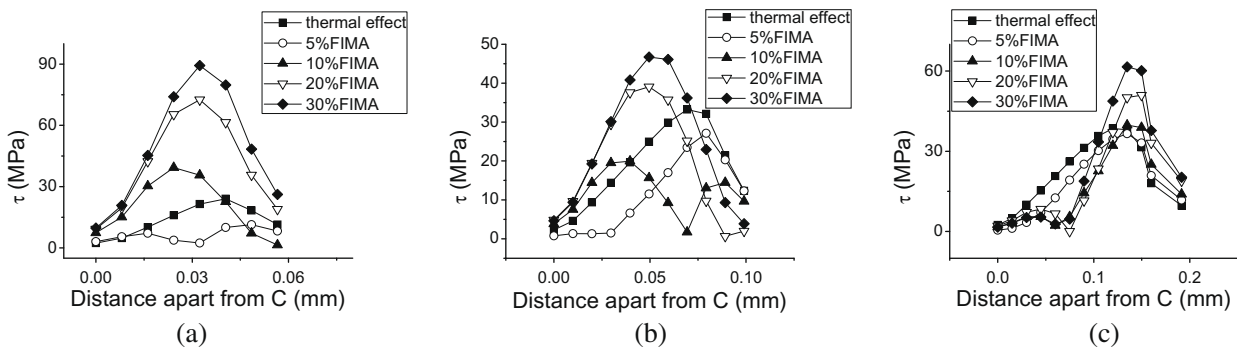 thermal effect
5%FIMA
10%FIMA
20%FIMA
30%FIMA
τ (MPa)
90
60
30
0
0.00
0.03
0.06
Distance apart from C (mm)
(a)
thermal effect
5%FIMA
10%FIMA
20%FIMA
30%FIMA
τ (MPa)
50
40
30
20
10
0
0.00
0.05
0.10
Distance apart from C (mm)
(b)
thermal effect
5%FIMA
10%FIMA
20%FIMA
30%FIMA
τ (MPa)
60
30
0
0.0
0.1
0.2
Distance apart from C (mm)
(c)